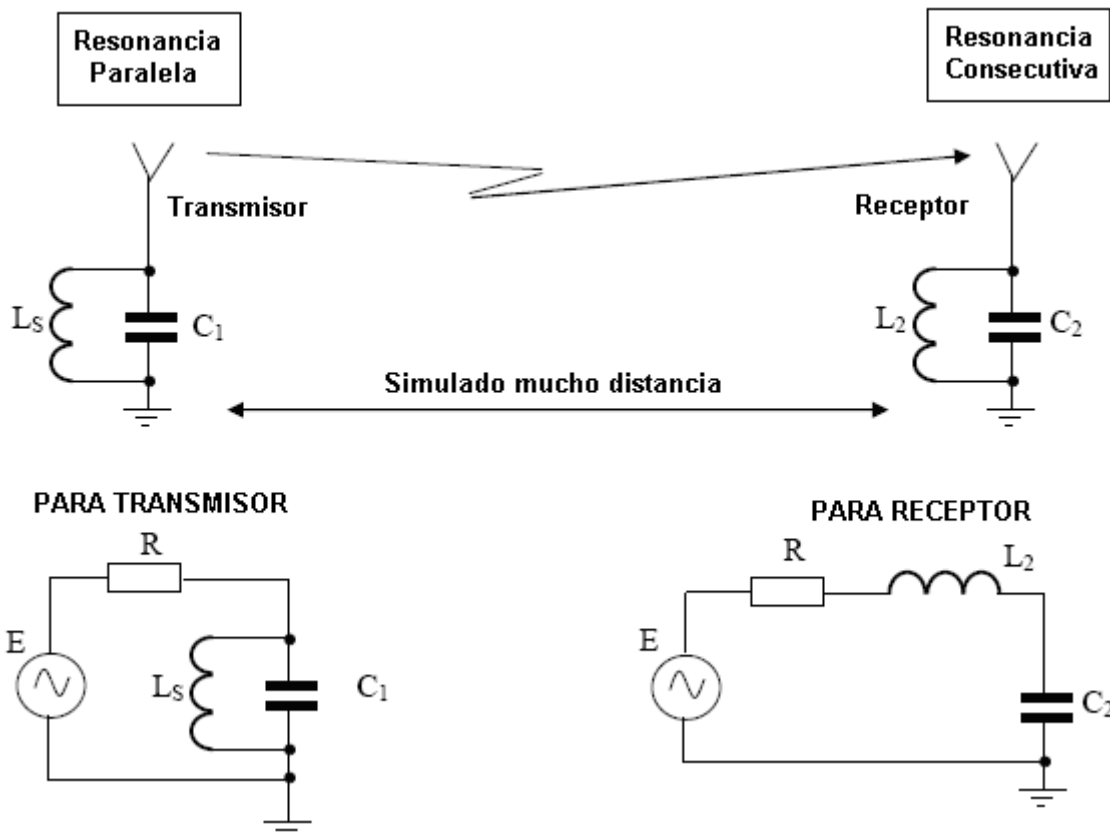 Resonancia
Paralela
Resonancia
Consecutiva
Transmisor
Receptor
LS
C1
L2
C2
Simulado mucho distancia
PARA TRANSMISOR
R
E
LS
C1
PARA RECEPTOR
R
L2
E
C2